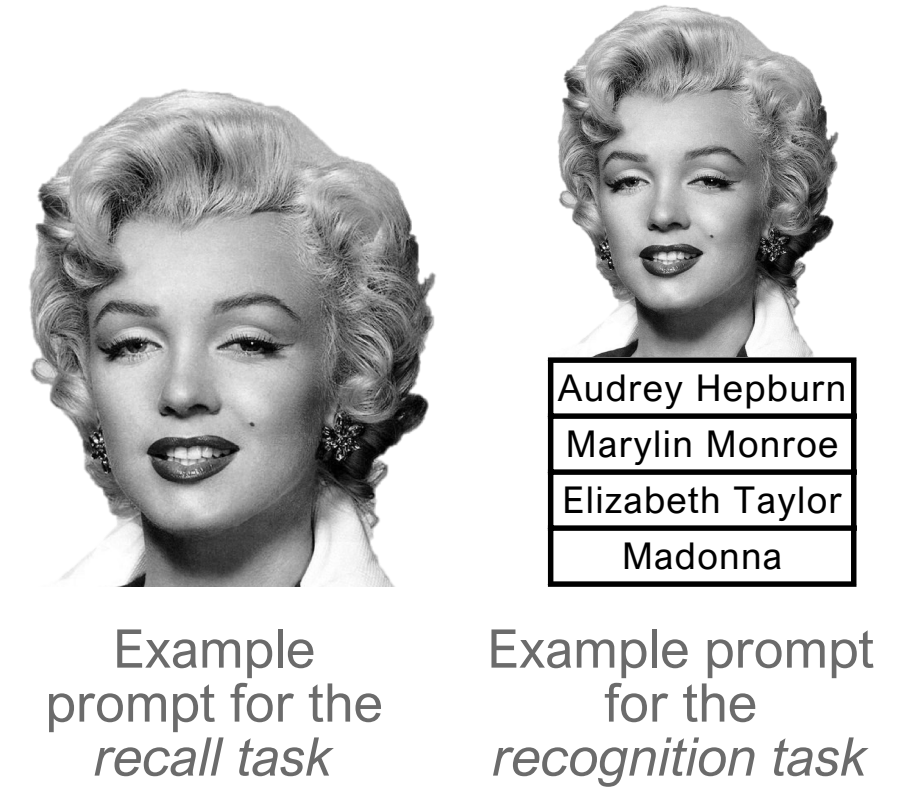 Audrey Hepburn
Marylin Monroe
Elizabeth Taylor
Madonna
Example
prompt for the
recall task
Example prompt
for the
recognition task